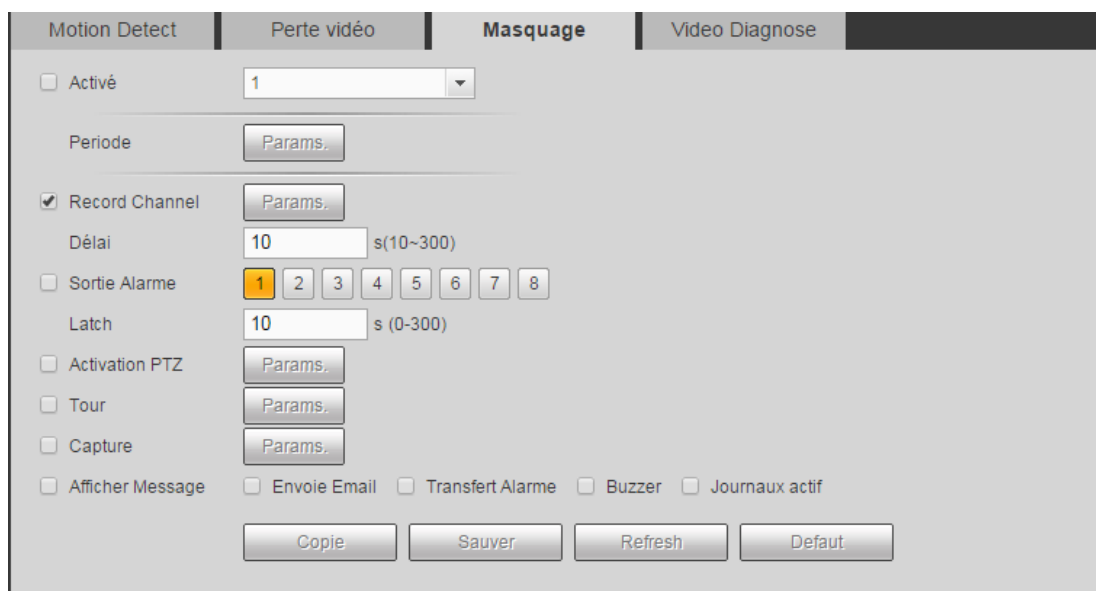 Motion Detect Perte vidéo Masquage Video Diagnose
Activé 1
Periode Params.
Record Channel Params.
Délai 10 s(10~300)
Sortie Alarme 1 2 3 4 5 6 7 8
Latch 10 s (0-300)
Activation PTZ Params.
Tour Params.
Capture Params.
Afficher Message Envoie Email Transfert Alarme Buzzer Journaux actif
Copie Sauver Refresh Defaut